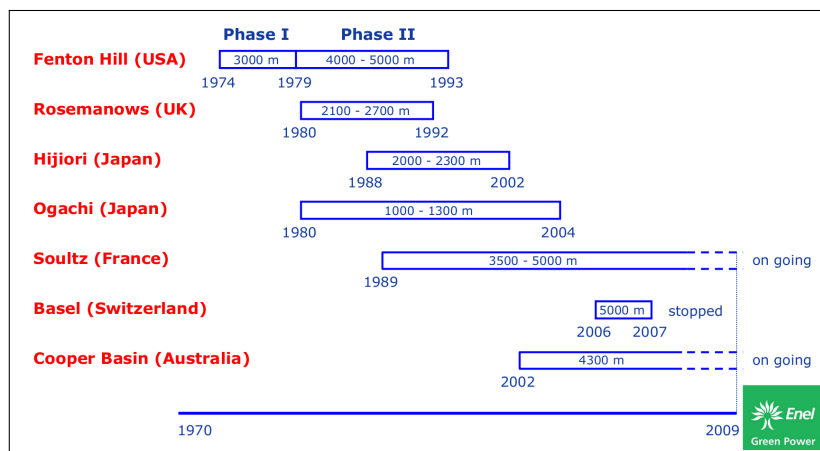 Phase I Phase II
Fenton Hill (USA) 3000 m 4000 - 5000 m
1974 1979 1993
Rosemanows (UK) 2100 - 2700 m
1980 1992
Hijiori (Japan) 2000 - 2300 m
1988 2002
Ogachi (Japan) 1000 - 1300 m
1980 2004
Soultz (France) 3500 - 5000 m on going
1989
Basel (Switzerland) 5000 m stopped
2006 2007
Cooper Basin (Australia) 4300 m on going
2002
1970 2009
Enel
Green Power